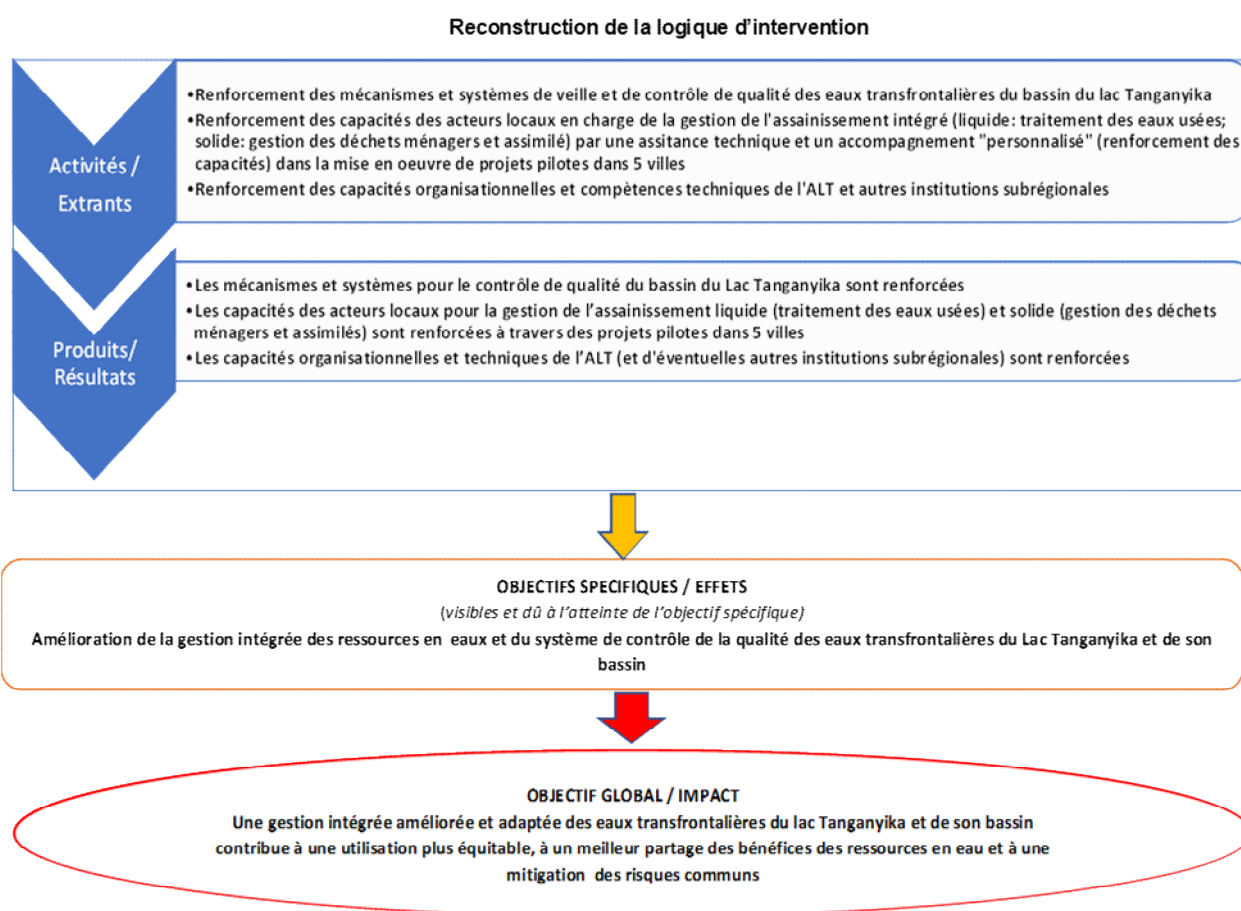 Reconstruction de la logique d’intervention
Activités /
Extrants
•Renforcement des mécanismes et systèmes de veille et de contrôle de qualité des eaux transfrontalières du bassin du lac Tanganyika
•Renforcement des capacités des acteurs locaux en charge de la gestion de l'assainissement intégré (liquide: traitement des eaux usées;
solide: gestion des déchets ménagers et assimilé) par une assitance technique et un accompagnement "personnalisé" (renforcement des
capacités) dans la mise en oeuvre de projets pilotes dans 5 villes
•Renforcement des capacités organisationnelles et compètences techniques de l'ALT et autres institutions subrégionales
Produits/
Résultats
•Les mécanismes et systèmes pour le contrôle de qualité du bassin du Lac Tanganyika sont renforcées
•Les capacités des acteurs locaux pour la gestion de l’assainissement liquide (traitement des eaux usées) et solide (gestion des déchets
ménagers et assimilés) sont renforcées à travers des projets pilotes dans 5 villes
•Les capacités organisationnelles et techniques de l’ALT (et d'éventuelles autres institutions subrégionales) sont renforcées
OBJECTIFS SPECIFIQUES / EFFETS
(visibles et dû à l’atteinte de l’objectif spécifique)
Amélioration de la gestion intégrée des ressources en eaux et du système de contrôle de la qualité des eaux transfrontalières du Lac Tanganyika et de son
bassin
OBJECTIF GLOBAL / IMPACT
Une gestion intégrée améliorée et adaptée des eaux transfrontalières du lac Tanganyika et de son bassin
contribue à une utilisation plus équitable, à un meilleur partage des bénéfices des ressources en eau et à une
mitigation des risques communs